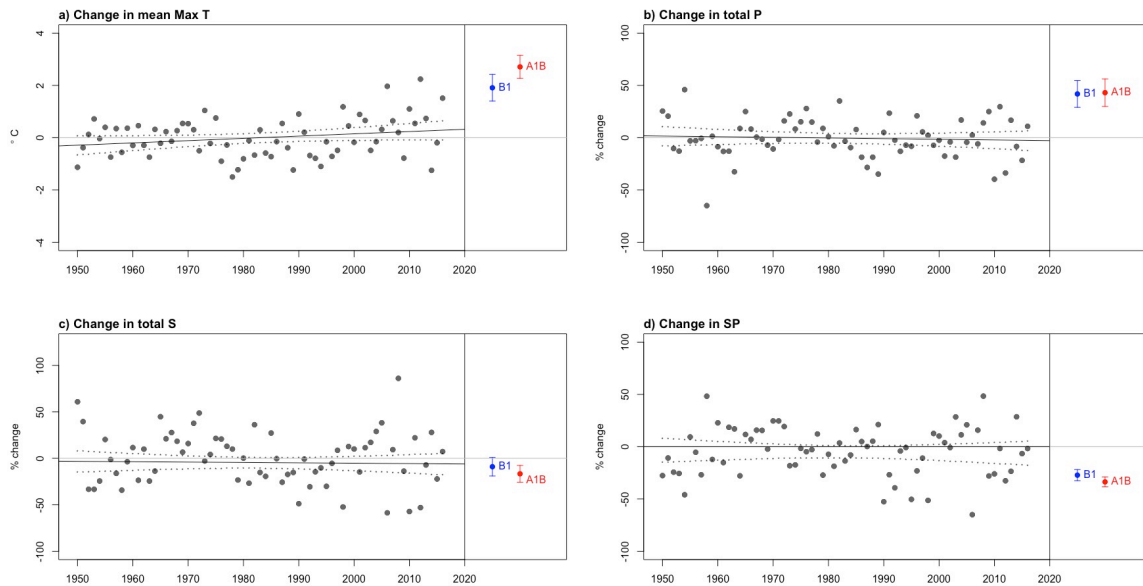 a) Change in mean Max T
4
2
0
-2
-4
° C
B1
A1B
1950 1960 1970 1980 1990 2000 2010 2020
b) Change in total P
100
50
0
-50
-100
% change
B1
A1B
1950 1960 1970 1980 1990 2000 2010 2020
c) Change in total S
100
50
0
-50
-100
% change
B1
A1B
1950 1960 1970 1980 1990 2000 2010 2020
d) Change in SP
100
50
0
-50
-100
% change
B1
A1B
1950 1960 1970 1980 1990 2000 2010 2020